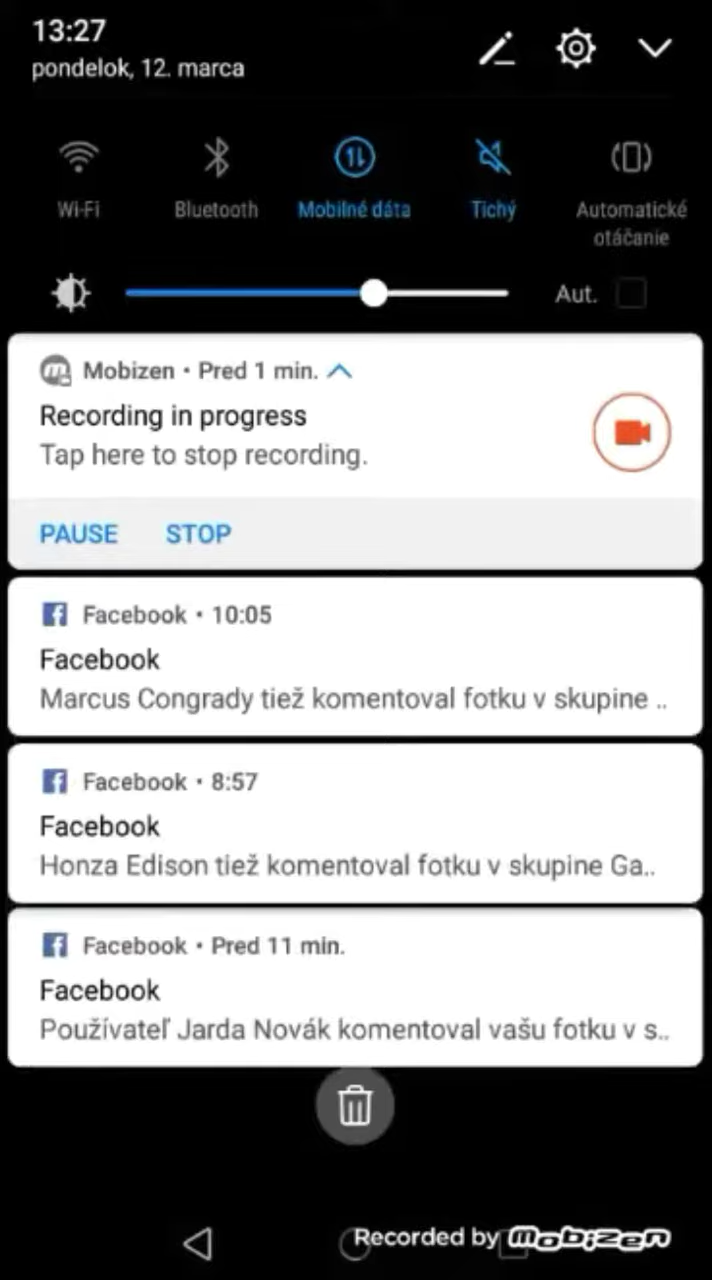 13:27
pondelok, 12. marca
Wi-Fi
Bluetooth
Mobilné dáta
Tichý
Automatické
otáčanie
Aut.
Mobizen • Pred 1 min.
Recording in progress
Tap here to stop recording.
PAUSE STOP
Facebook • 10:05
Facebook
Marcus Congrady tiež komentoval fotku v skupine ..
Facebook • 8:57
Facebook
Honza Edison tiež komentoval fotku v skupine Ga..
Facebook • Pred 11 min.
Facebook
Používateľ Jarda Novák komentoval vašu fotku v s..
Recorded by Mobizen